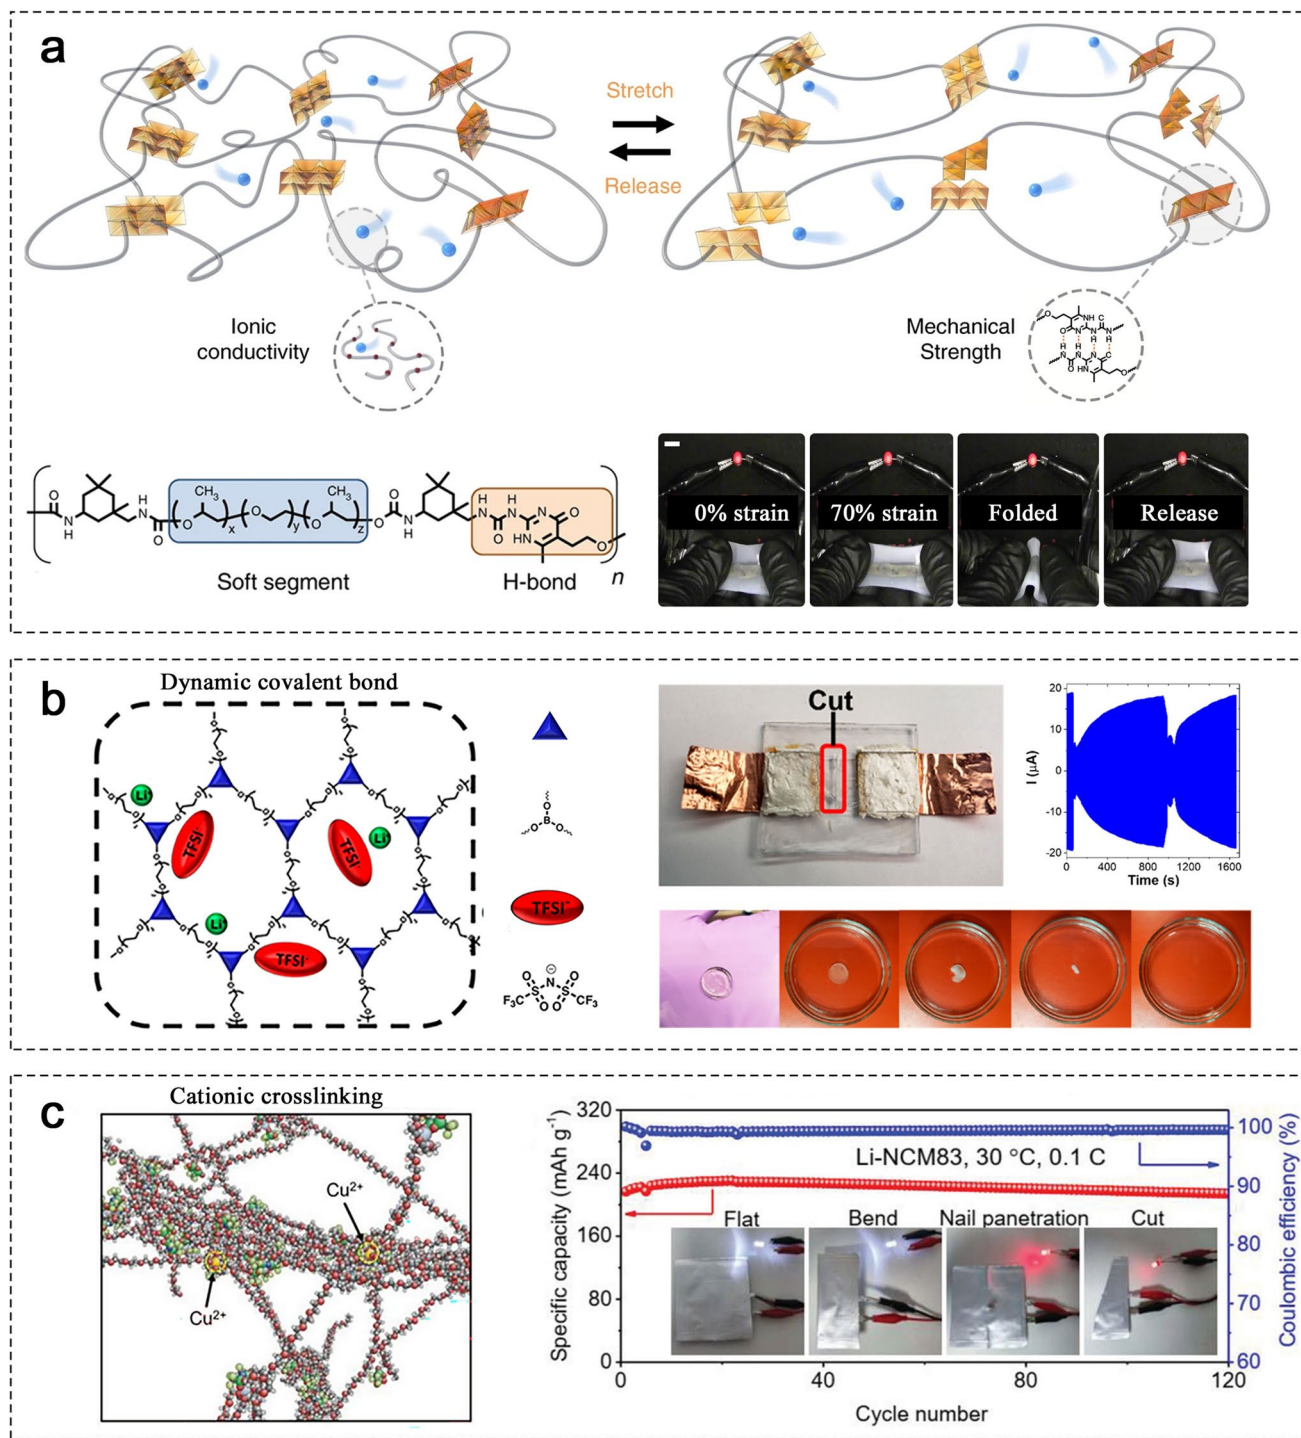 a
Stretch
Release
Ionic
conductivity
Mechanical
Strength
0% strain
70% strain
Folded
Release
CH₃
CH₃
Soft segment
H-bond
n
b
Dynamic covalent bond
Li⁺
TFSI⁻
TFSI⁻
Li⁺
Li⁺
TFSI⁻
TFSI⁻
F₃C
CF₃
Cut
I (μA)
20
10
0
-10
-20
0
400
800
1200
1600
Time (s)
c
Cationic crosslinking
Cu²⁺
Cu²⁺
Specific capacity (mAh g⁻¹)
320
240
160
80
0
Li-NCM83, 30 °C, 0.1 C
Flat
Bend
Nail panetration
Cut
100
90
80
70
60
Coulombic efficiency (%)
0
40
80
120
Cycle number